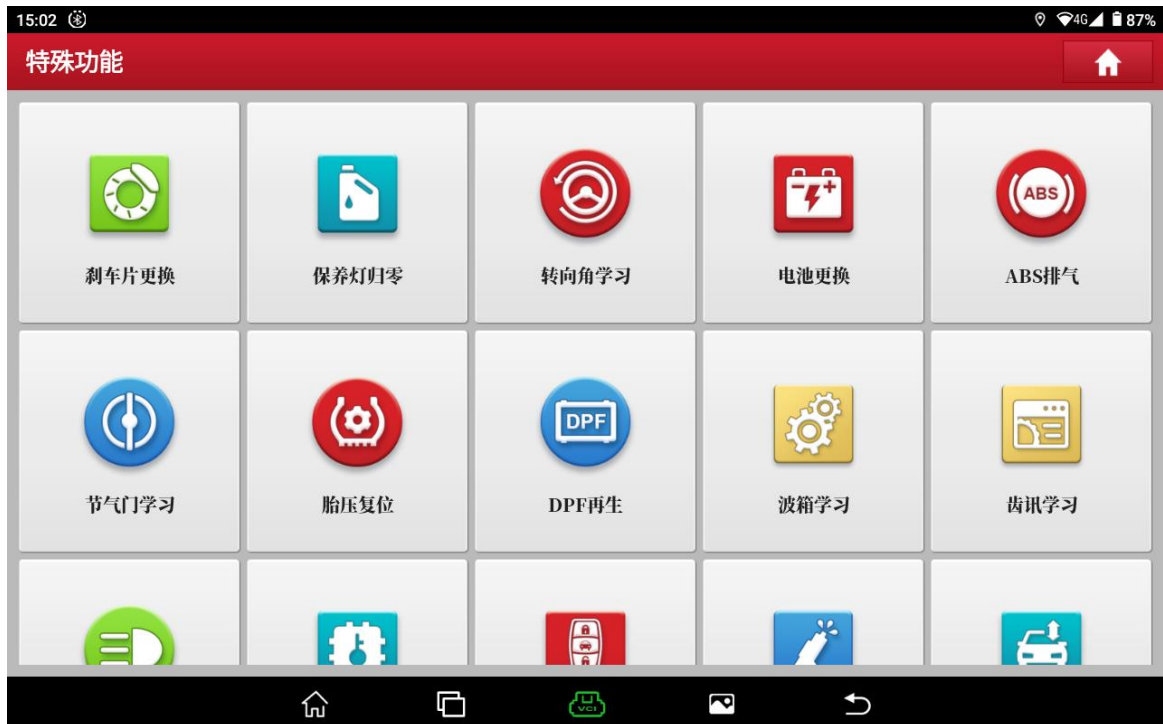 15:02 4G 87%
特殊功能
ABS
刹车片更换 保养灯归零 转向角学习 电池更换 ABS排气
DPF
节气门学习 胎压复位 DPF再生 波箱学习 齿讯学习
VCI